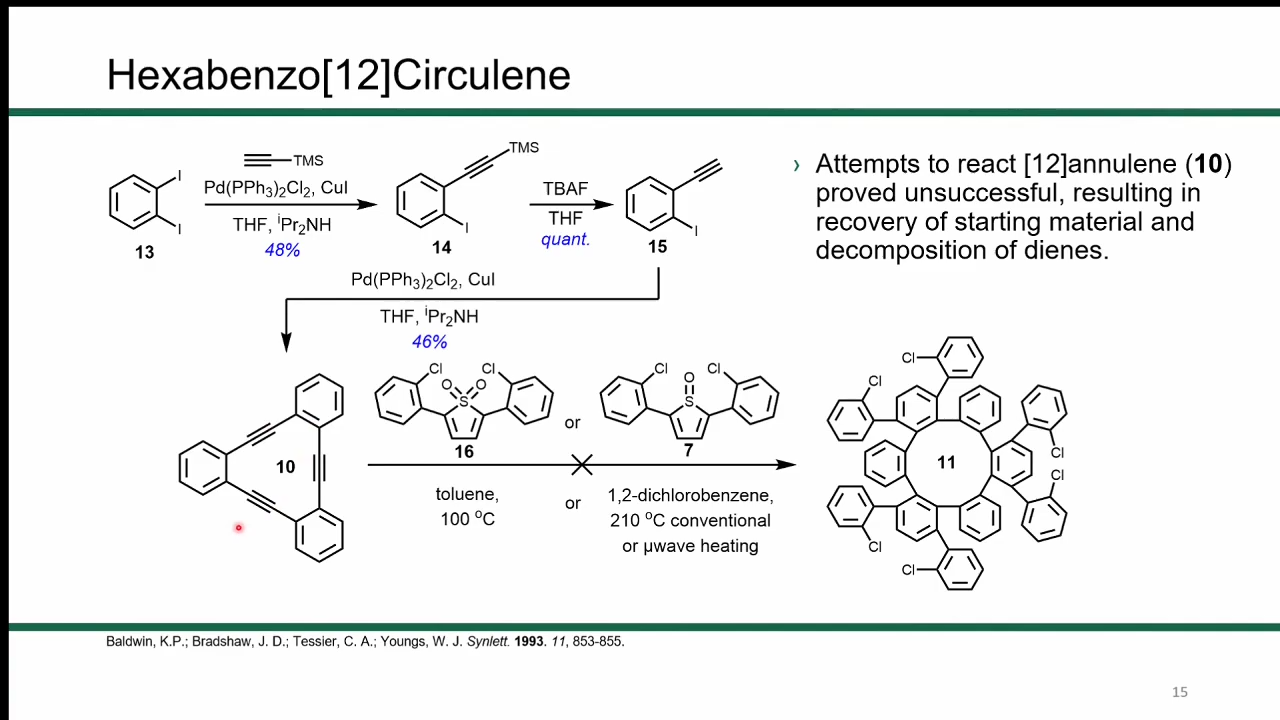 Hexabenzo[12]Circulene
TMS
Pd(PPh3)2Cl2, CuI
THF, iPr2NH
48%
I
I
13
TMS
I
14
TBAF
THF
quant.
I
15
Pd(PPh3)2Cl2, CuI
THF, iPr2NH
46%
› Attempts to react [12]annulene (10)
proved unsuccessful, resulting in
recovery of starting material and
decomposition of dienes.
10
Cl
Cl
O
O
S
16
or
Cl
Cl
O
S
7
toluene,
100 oC
or
1,2-dichlorobenzene,
210 oC conventional
or µwave heating
Cl
Cl
Cl
Cl
Cl
Cl
11
Baldwin, K.P.; Bradshaw, J. D.; Tessier, C. A.; Youngs, W. J. Synlett. 1993. 11, 853-855.
15